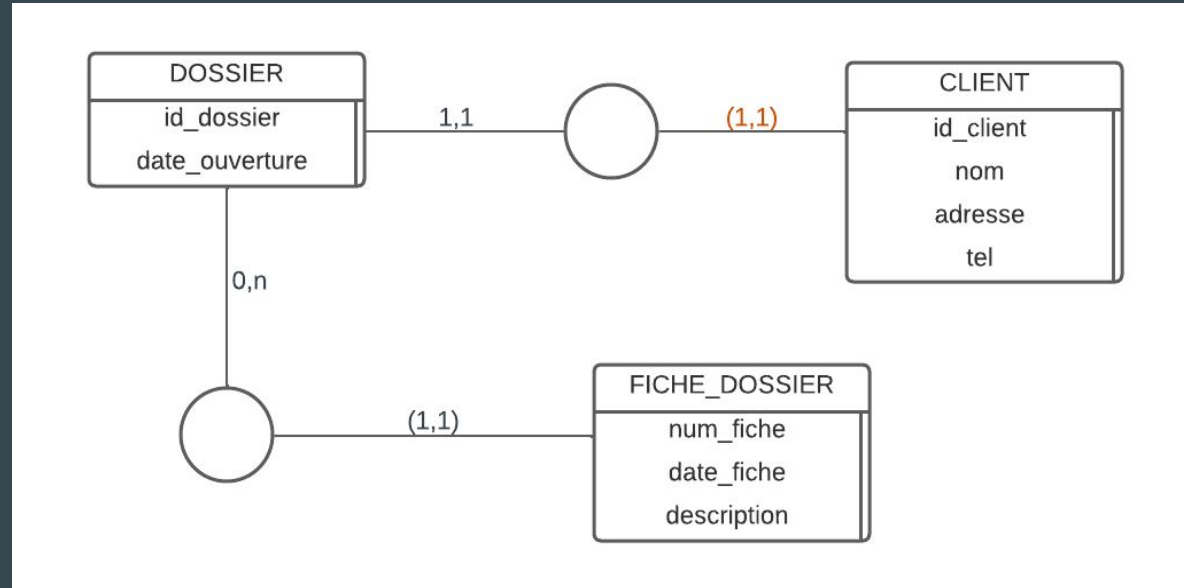 DOSSIER
id_dossier
date_ouverture
1,1
(1,1)
CLIENT
id_client
nom
adresse
tel
0,n
(1,1)
FICHE_DOSSIER
num_fiche
date_fiche
description